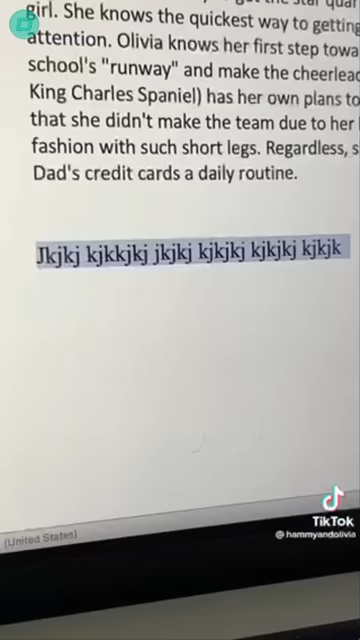 girl. She knows the quickest way to getting
attention. Olivia knows her first step
school's "runway" and make the
King Charles Spaniel) has her own plans to
that she didn't make the team due to her
fashion with such short legs. Regardless,
Dad's credit cards a daily routine.
Jkjkj kjkkjkj jkjkj kjkjkj kjkjkj kjkjk
TikTok
@hammyandolivia
(United States)